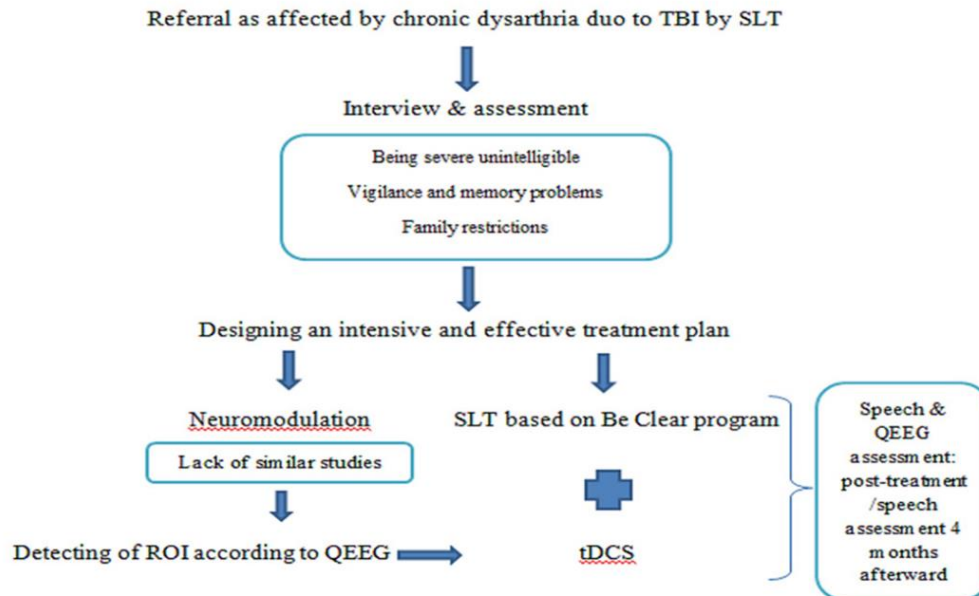 Referral as affected by chronic dysarthria duo to TBI by SLT
Interview & assessment
Being severe unintelligible
Vigilance and memory problems
Family restrictions
Designing an intensive and effective treatment plan
Neuromodulation
SLT based on Be Clear program
Lack of similar studies
Detecting of ROI according to QEEG
tDCS
Speech &
QEEG
assessment:
post-treatment
/speech
assessment 4
months
afterward